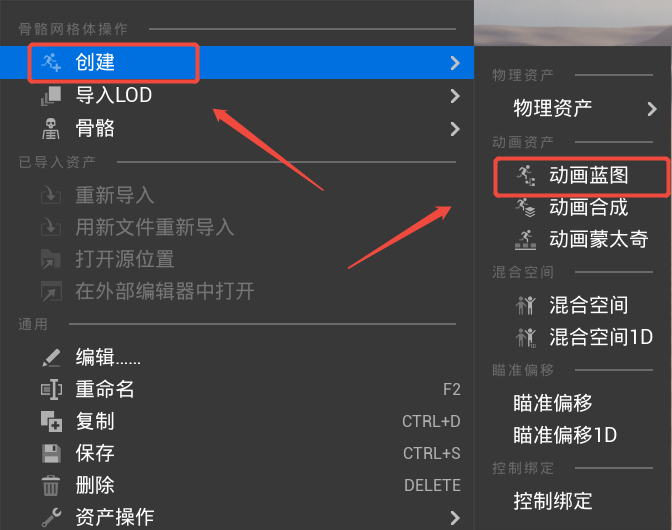 骨骼网格体操作
创建
导入LOD
骨骼
已导入资产
重新导入
用新文件重新导入
打开源位置
在外部编辑器中打开
通用
编辑......
重命名 F2
复制 CTRL+D
保存 CTRL+S
删除 DELETE
资产操作
物理资产
物理资产
动画资产
动画蓝图
动画合成
动画蒙太奇
混合空间
混合空间
混合空间1D
瞄准偏移
瞄准偏移
瞄准偏移1D
控制绑定
控制绑定